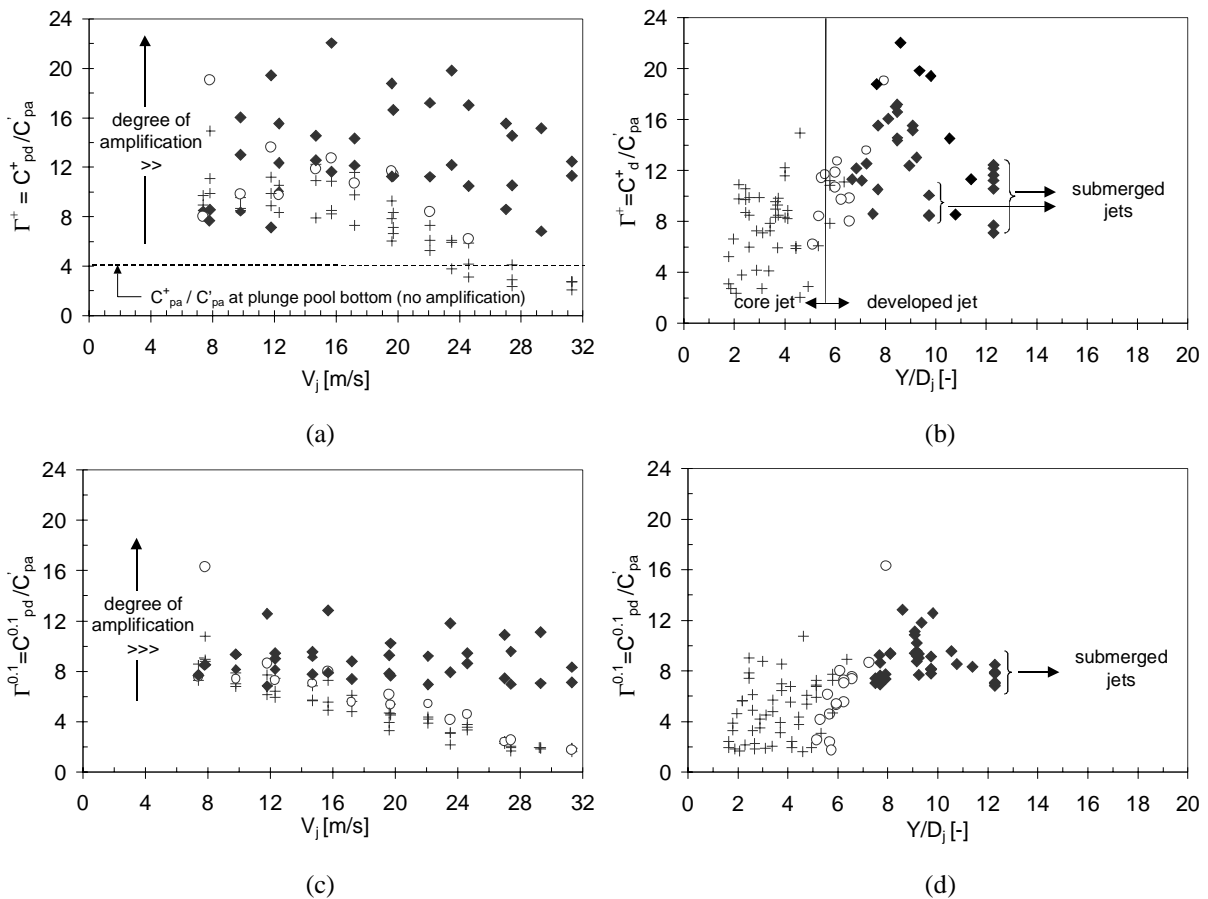 24
20
16
12
8
4
0
Γ⁺ = C⁺pd/C'pa
degree of
amplification
>>
C⁺pa / C'pa at plunge pool bottom (no amplification)
0 4 8 12 16 20 24 28 32
Vj [m/s]
(a)
24
20
16
12
8
4
0
Γ⁺=C⁺d/C'pa
submerged
jets
core jet
developed jet
0 2 4 6 8 10 12 14 16 18 20
Y/Dj [-]
(b)
24
20
16
12
8
4
0
Γ⁰·¹=C⁰·¹pd/C'pa
degree of
amplification
>>>
0 4 8 12 16 20 24 28 32
Vj [m/s]
(c)
24
20
16
12
8
4
0
Γ⁰·¹=C⁰·¹pd/C'pa
submerged
jets
0 2 4 6 8 10 12 14 16 18 20
Y/Dj [-]
(d)